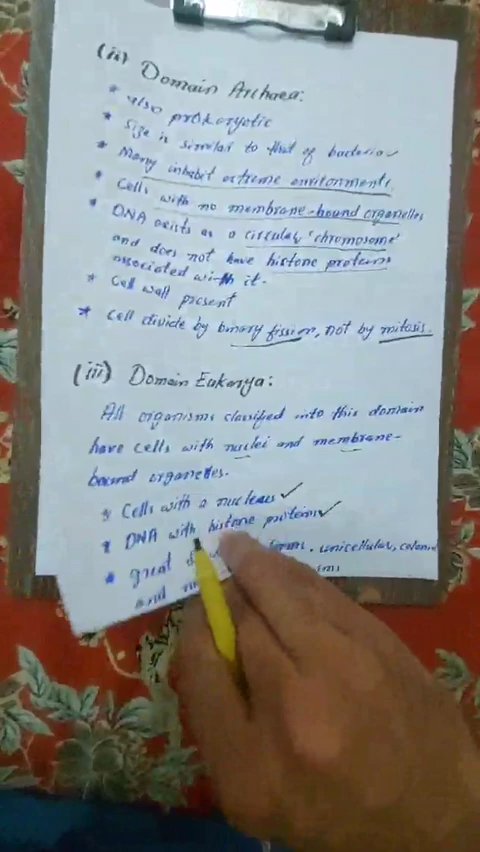 (ii) Domain Archaea:
* also prokaryotic
* Size is similar to that of bacteria
* Many inhabit extreme environments
* Cells with no membrane-bound organelles
* DNA exists as a circular 'chromosome'
and does not have histone proteins
associated with it.
* Cell wall present
* Cell divide by binary fission, not by mitosis.
(iii) Domain Eukarya:
All organisms classified into this domain
have cells with nuclei and membrane-
bound organelles.
* Cells with a nucleus ✓
* DNA with histone proteins ✓
* great forms, unicellular, colonial
and